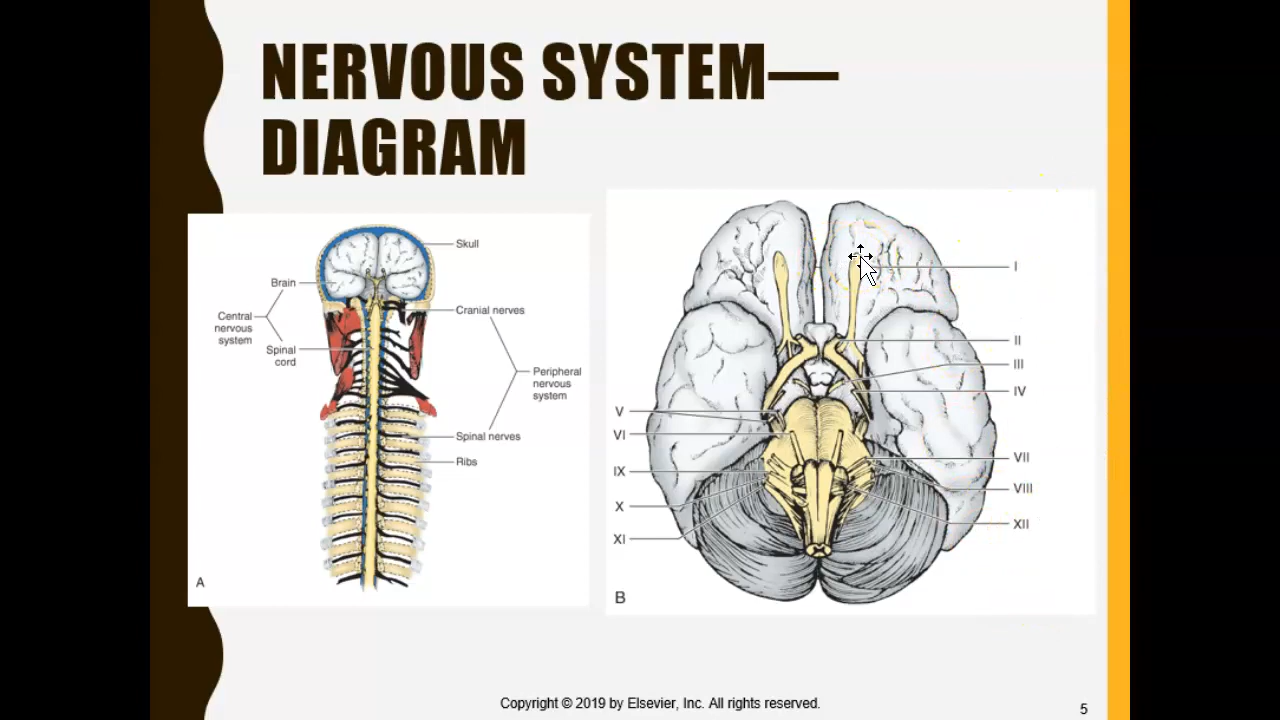 NERVOUS SYSTEM—
DIAGRAM
Skull
Brain
Cranial nerves
Central
nervous
system
Spinal
cord
Peripheral
nervous
system
Spinal nerves
Ribs
A
I
II
III
IV
V
VI
VII
IX
VIII
X
XII
XI
B
Copyright © 2019 by Elsevier, Inc. All rights reserved.
5